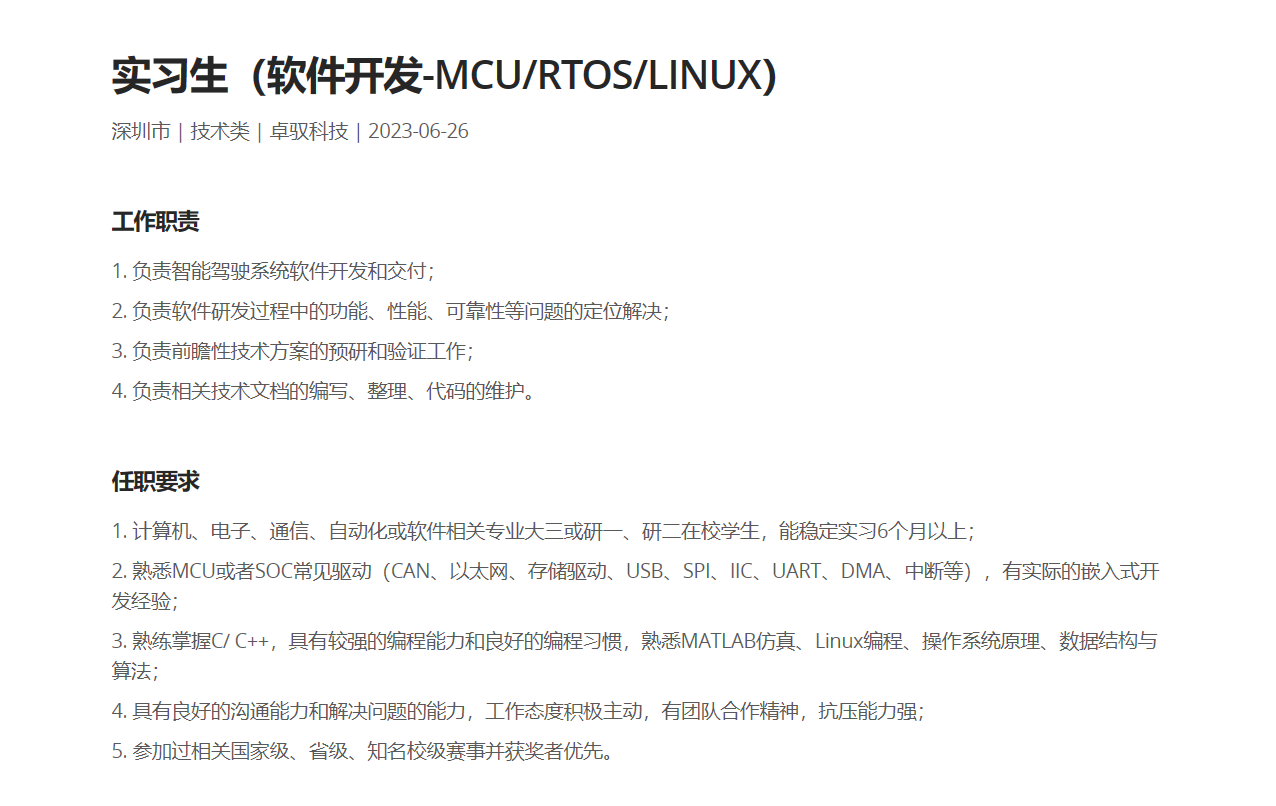 实习生（软件开发-MCU/RTOS/LINUX）
深圳市 | 技术类 | 卓驭科技 | 2023-06-26
工作职责
1. 负责智能驾驶系统软件开发和交付；
2. 负责软件研发过程中的功能、性能、可靠性等问题的定位解决；
3. 负责前瞻性技术方案的预研和验证工作；
4. 负责相关技术文档的编写、整理、代码的维护。
任职要求
1. 计算机、电子、通信、自动化或软件相关专业大三或研一、研二在校学生，能稳定实习6个月以上；
2. 熟悉MCU或者SOC常见驱动（CAN、以太网、存储驱动、USB、SPI、IIC、UART、DMA、中断等），有实际的嵌入式开
发经验；
3. 熟练掌握C/ C++，具有较强的编程能力和良好的编程习惯，熟悉MATLAB仿真、Linux编程、操作系统原理、数据结构与
算法；
4. 具有良好的沟通能力和解决问题的能力，工作态度积极主动，有团队合作精神，抗压能力强；
5. 参加过相关国家级、省级、知名校级赛事并获奖者优先。